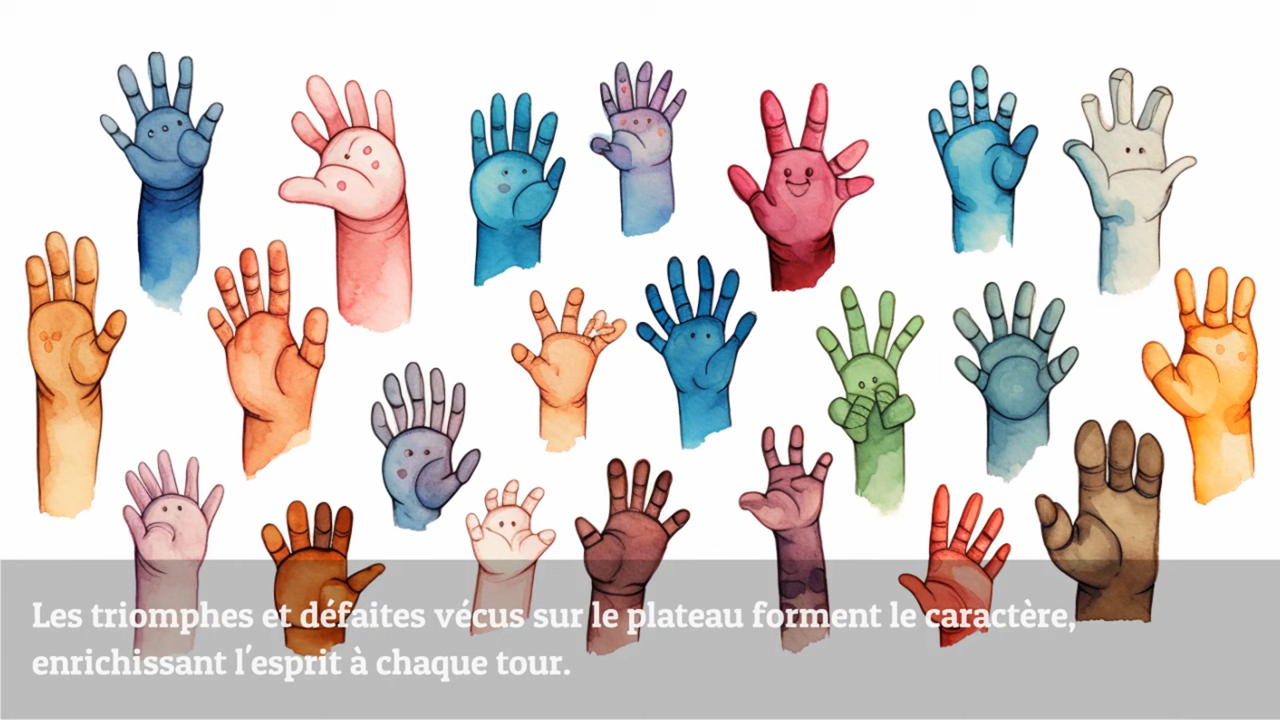 Les triomphes et défaites vécus sur le plateau forment le caractère,
enrichissant l'esprit à chaque tour.